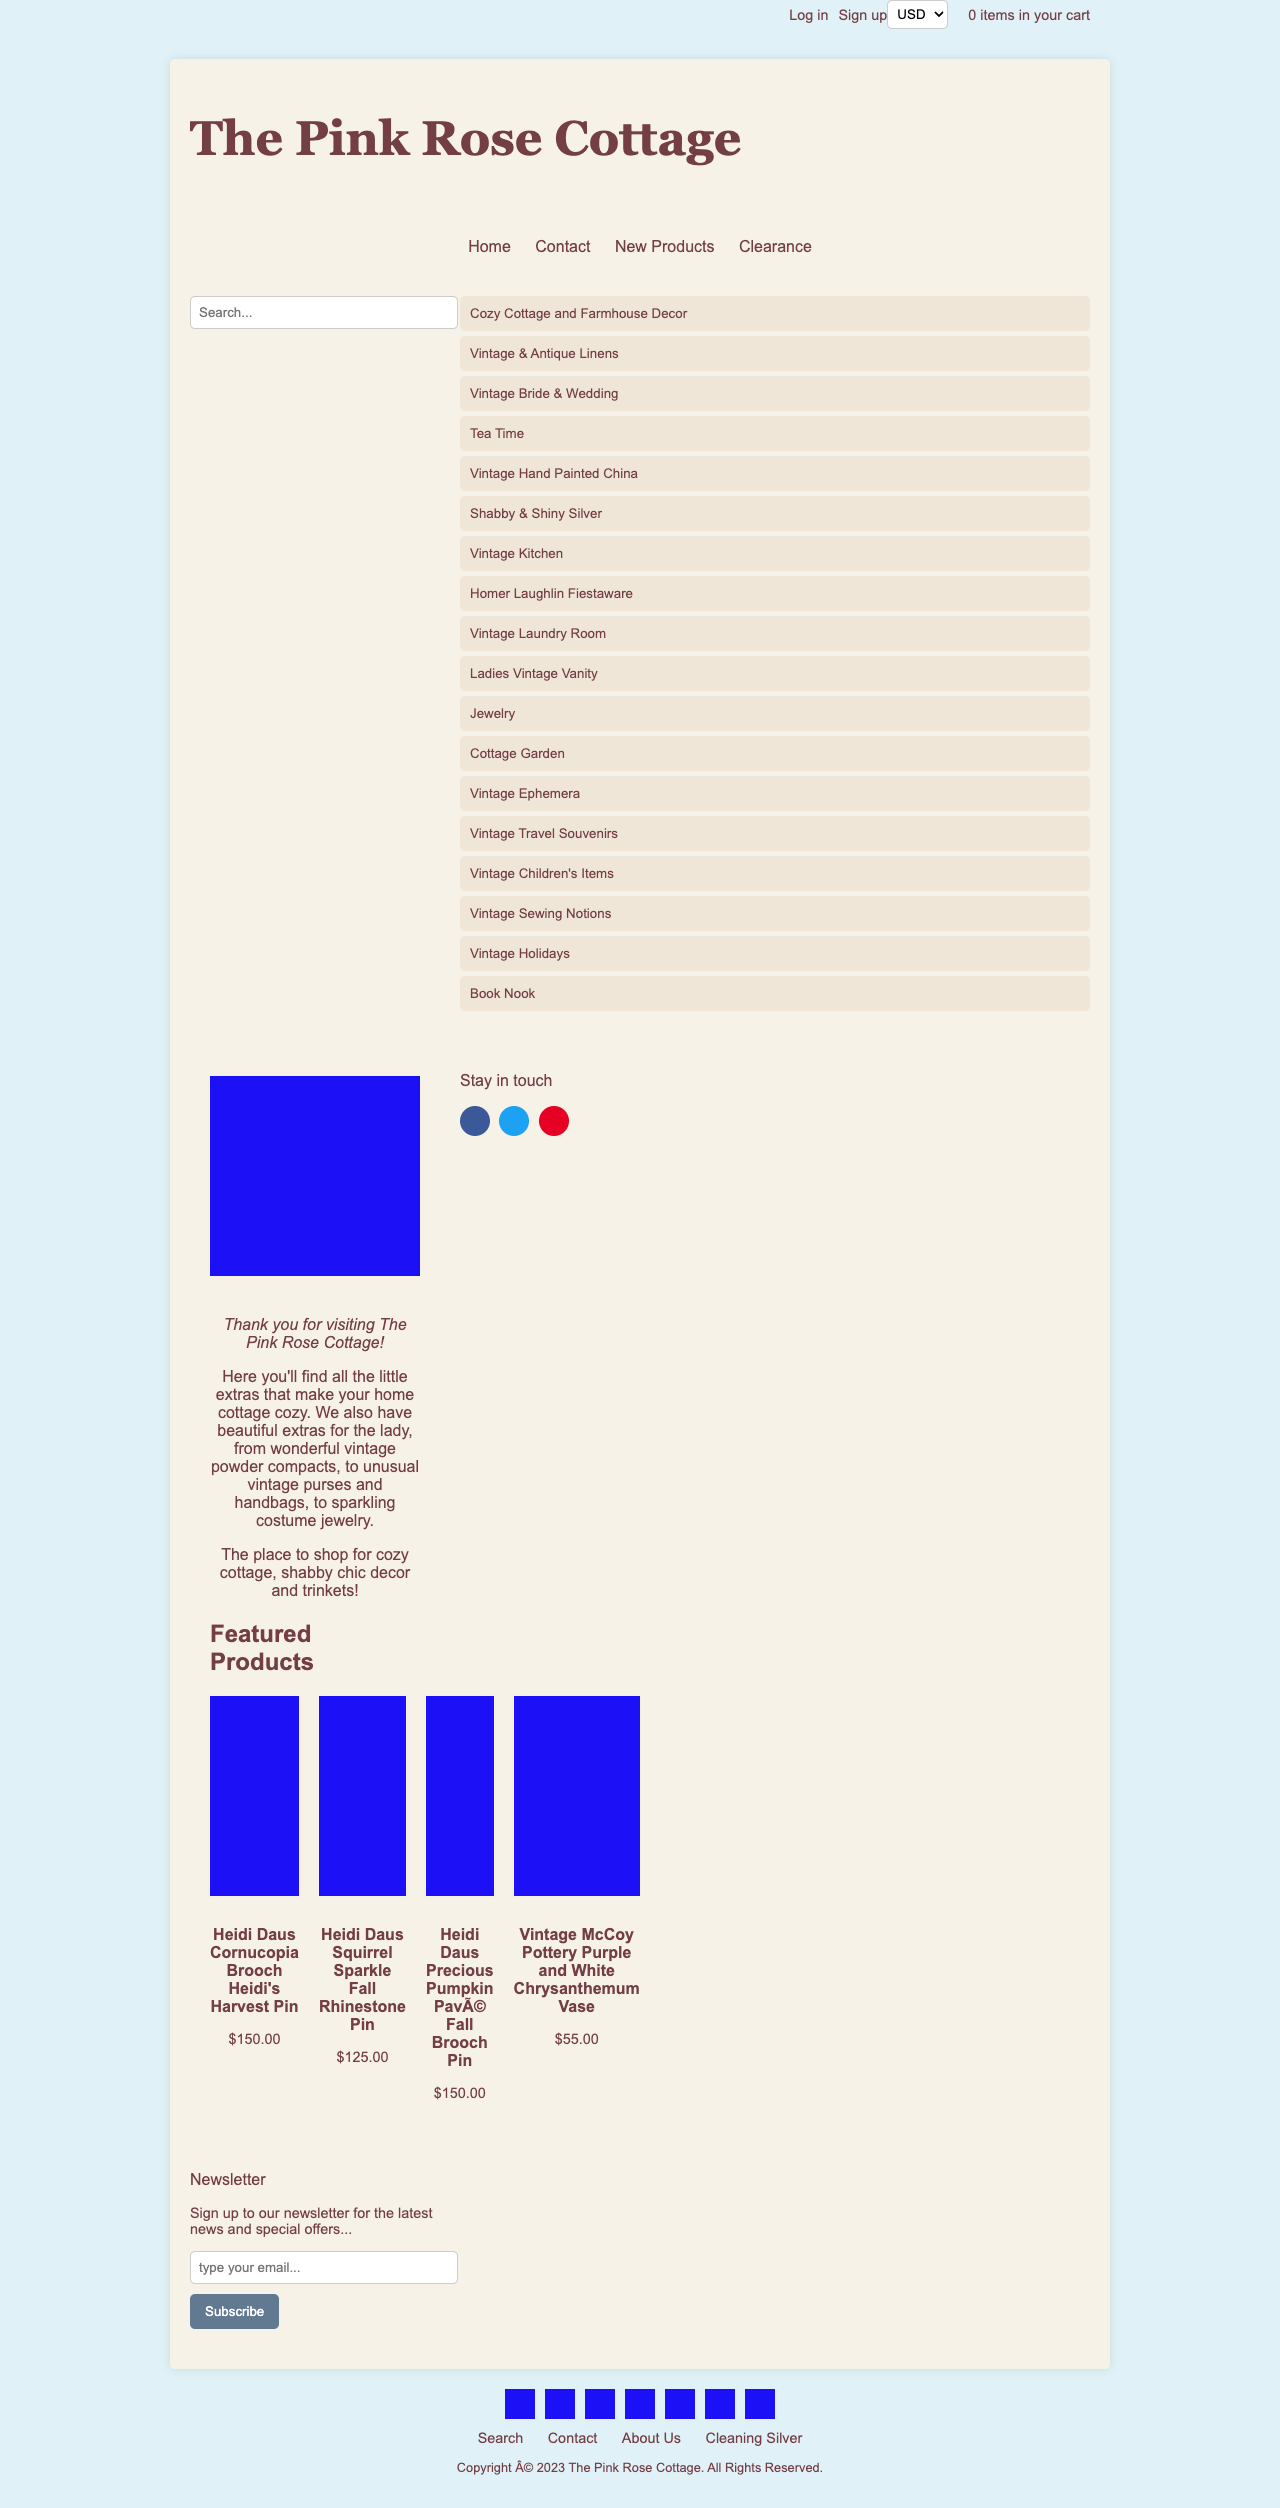 Log in Sign up USD 0 items in your cart
The Pink Rose Cottage
Home Contact New Products Clearance
Search...
Cozy Cottage and Farmhouse Decor
Vintage & Antique Linens
Vintage Bride & Wedding
Tea Time
Vintage Hand Painted China
Shabby & Shiny Silver
Vintage Kitchen
Homer Laughlin Fiestaware
Vintage Laundry Room
Ladies Vintage Vanity
Jewelry
Cottage Garden
Vintage Ephemera
Vintage Travel Souvenirs
Vintage Children's Items
Vintage Sewing Notions
Vintage Holidays
Book Nook
Stay in touch
Thank you for visiting The
Pink Rose Cottage!
Here you'll find all the little
extras that make your home
cottage cozy. We also have
beautiful extras for the lady,
from wonderful vintage
powder compacts, to unusual
vintage purses and
handbags, to sparkling
costume jewelry.
The place to shop for cozy
cottage, shabby chic decor
and trinkets!
Featured
Products
Heidi Daus
Cornucopia
Brooch
Heidi's
Harvest Pin
$150.00
Heidi Daus
Squirrel
Sparkle
Fall
Rhinestone
Pin
$125.00
Heidi
Daus
Precious
Pumpkin
PavÃ©
Fall
Brooch
Pin
$150.00
Vintage McCoy
Pottery Purple
and White
Chrysanthemum
Vase
$55.00
Newsletter
Sign up to our newsletter for the latest
news and special offers...
type your email...
Subscribe
Search Contact About Us Cleaning Silver
Copyright Â© 2023 The Pink Rose Cottage. All Rights Reserved.